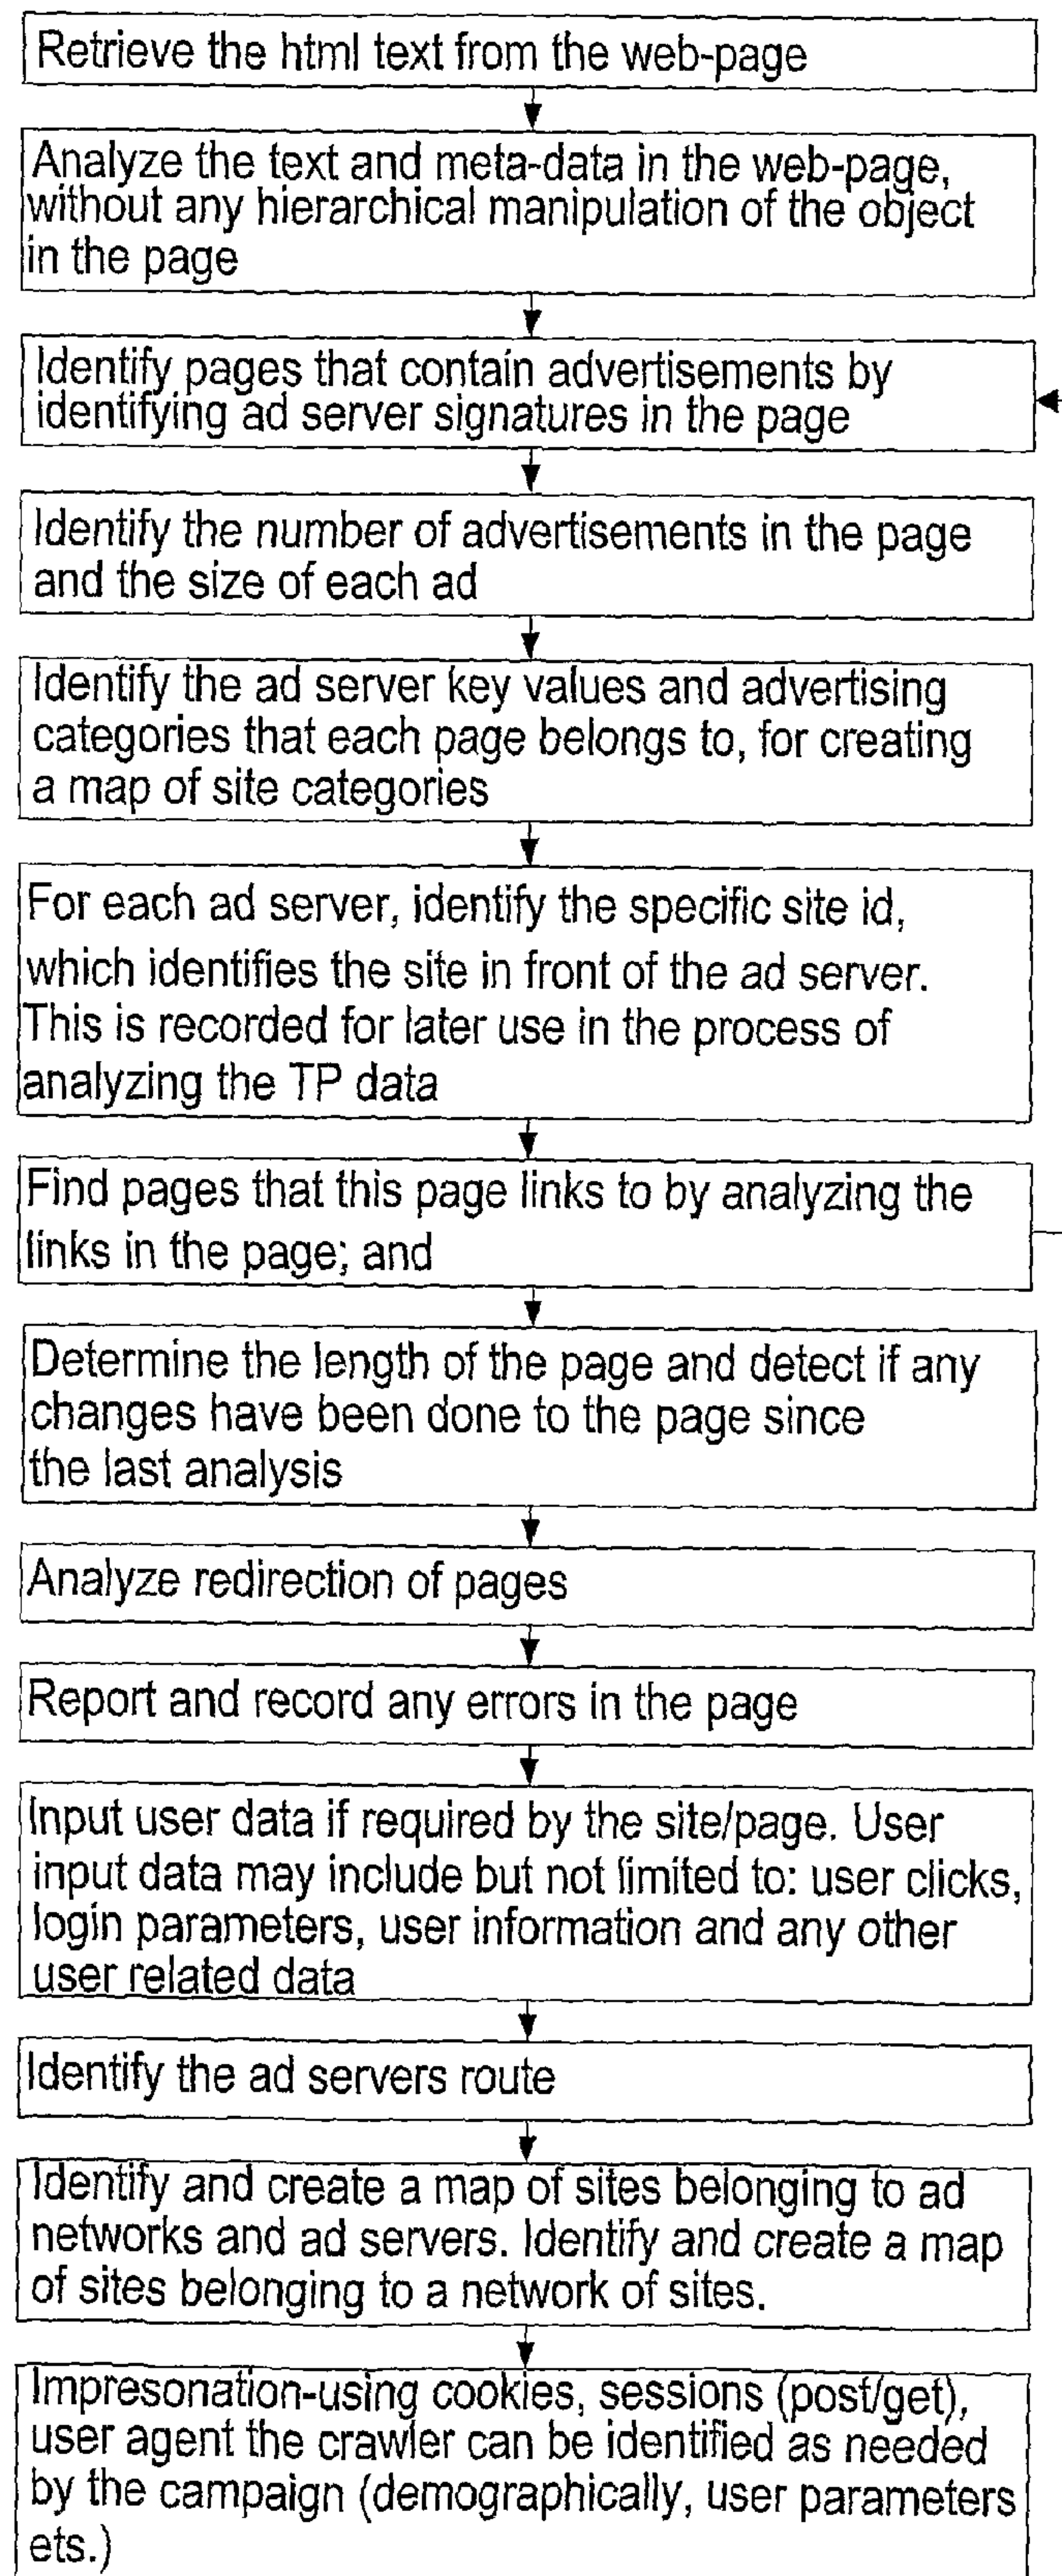 Retrieve the html text from the web-page
Analyze the text and meta-data in the web-page,
without any hierarchical manipulation of the object
in the page
Identify pages that contain advertisements by
identifying ad server signatures in the page
Identify the number of advertisements in the page
and the size of each ad
Identify the ad server key values and advertising
categories that each page belongs to, for creating
a map of site categories
For each ad server, identify the specific site id,
which identifies the site in front of the ad server.
This is recorded for later use in the process of
analyzing the TP data
Find pages that this page links to by analyzing the
links in the page; and
Determine the length of the page and detect if any
changes have been done to the page since
the last analysis
Analyze redirection of pages
Report and record any errors in the page
Input user data if required by the site/page. User
input data may include but not limited to: user clicks,
login parameters, user information and any other
user related data
Identify the ad servers route
Identify and create a map of sites belonging to ad
networks and ad servers. Identify and create a map
of sites belonging to a network of sites.
Impresonation-using cookies, sessions (post/get),
user agent the crawler can be identified as needed
by the campaign (demographically, user parameters
ets.)